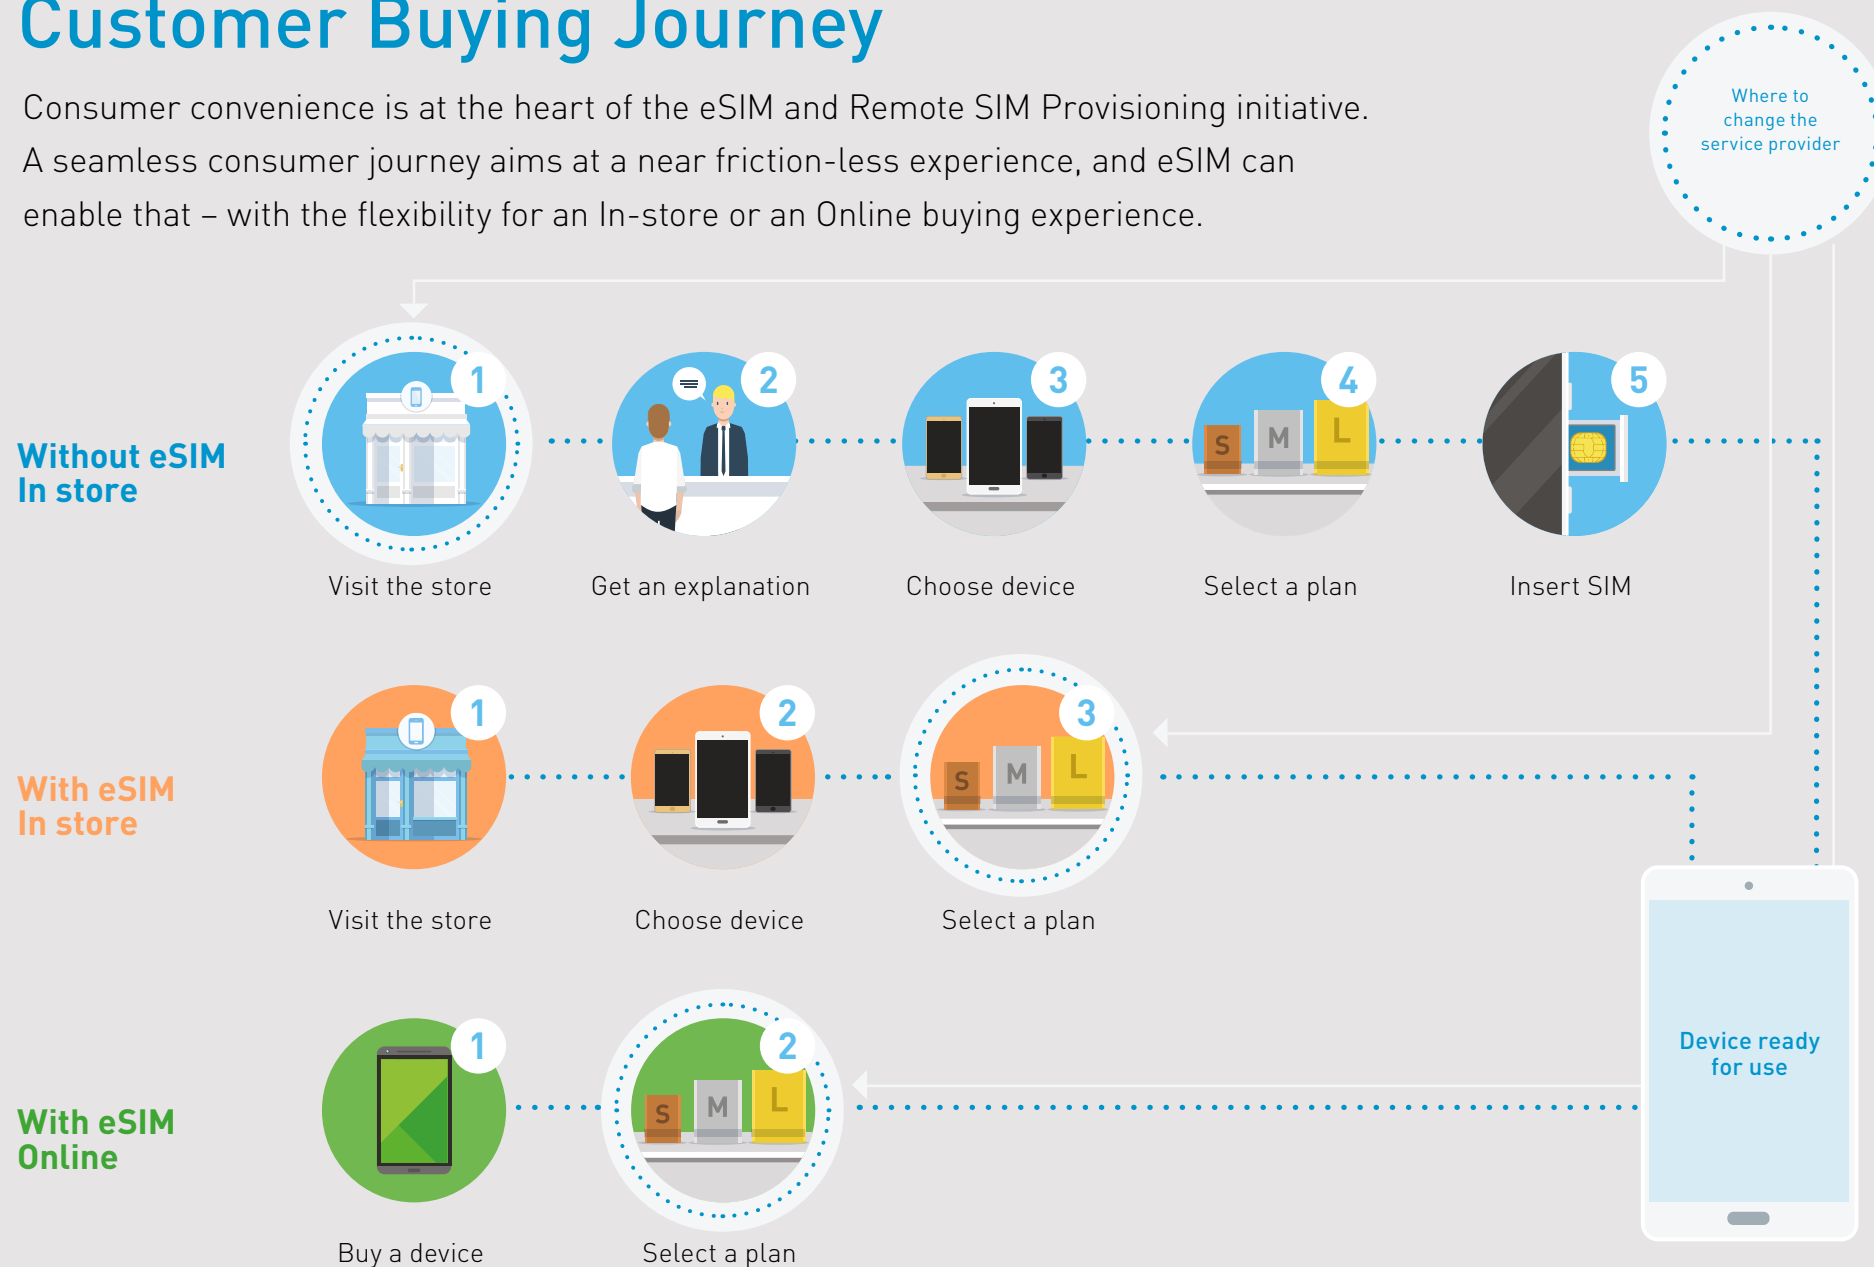 Customer Buying Journey
Consumer convenience is at the heart of the eSIM and Remote SIM Provisioning initiative.
A seamless consumer journey aims at a near friction-less experience, and eSIM can
enable that – with the flexibility for an In-store or an Online buying experience.
Where to
change the
service provider
Without eSIM
In store
1
2
3
4
5
S
M
L
Visit the store
Get an explanation
Choose device
Select a plan
Insert SIM
With eSIM
In store
1
2
3
S
M
L
Visit the store
Choose device
Select a plan
With eSIM
Online
1
2
S
M
L
Buy a device
Select a plan
Device ready
for use